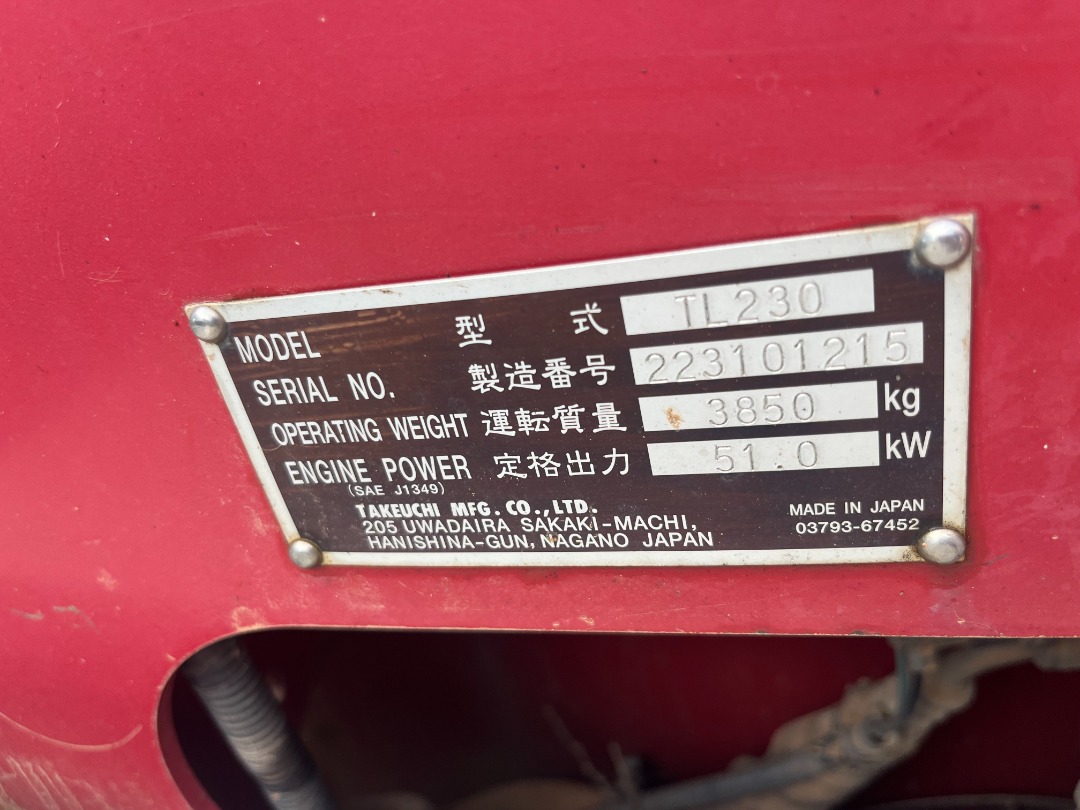 MODEL 型 式 TL230
SERIAL NO. 製造番号 223101215
OPERATING WEIGHT 運転質量 3850 kg
ENGINE POWER 定格出力 51.0 kW
(SAE J1349)
TAKEUCHI MFG. CO., LTD.
205 UWADAIRA SAKAKI-MACHI,
HANISHINA-GUN, NAGANO JAPAN
MADE IN JAPAN
03793-67452